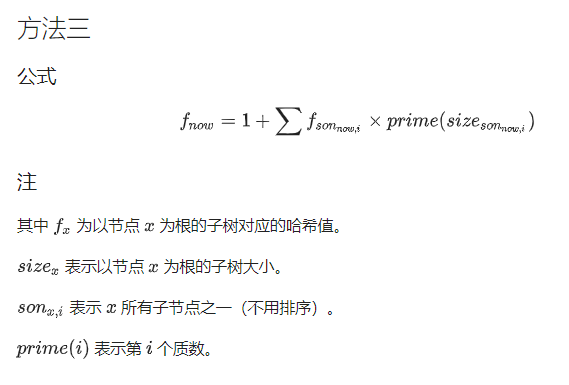 方法三
公式
$f_{now} = 1 + \sum f_{son_{now,i}} \times prime(size_{son_{now,i}})$
注
其中 $f_x$ 为以节点 $x$ 为根的子树对应的哈希值。
$size_x$ 表示以节点 $x$ 为根的子树大小。
$son_{x,i}$ 表示 $x$ 所有子节点之一（不用排序）。
$prime(i)$ 表示第 $i$ 个质数。